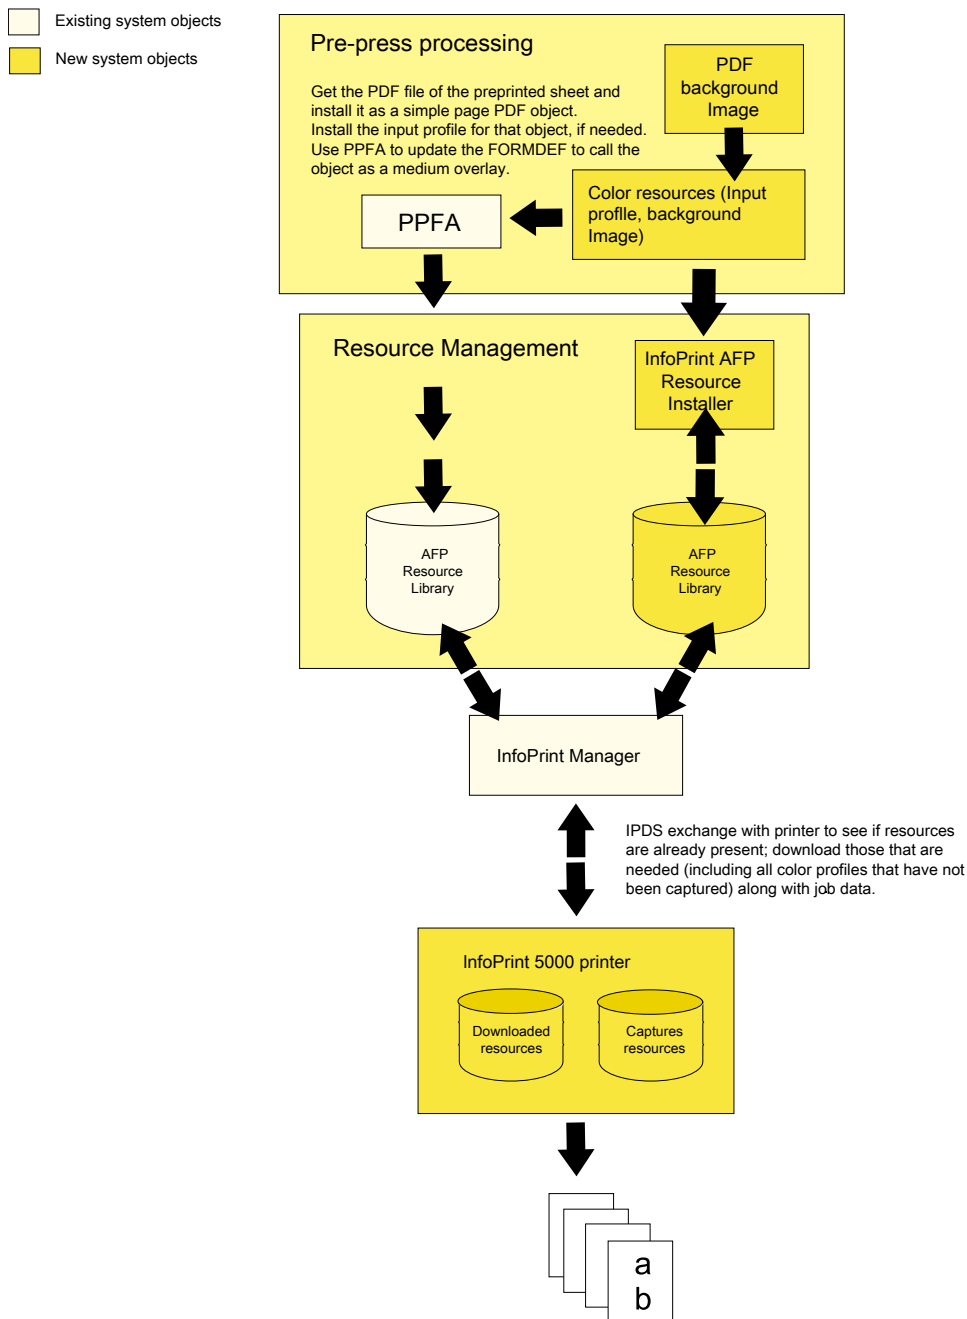 Existing system objects
New system objects
Pre-press processing
Get the PDF file of the preprinted sheet and
install it as a simple page PDF object.
Install the input profile for that object, if needed.
Use PPFA to update the FORMDEF to call the
object as a medium overlay.
PDF
background
Image
Color resources (Input
profIle, background
Image)
PPFA
Resource Management
InfoPrint AFP
Resource
Installer
AFP
Resource
Library
AFP
Resource
Library
InfoPrint Manager
IPDS exchange with printer to see if resources
are already present; download those that are
needed (including all color profiles that have not
been captured) along with job data.
InfoPrint 5000 printer
Downloaded
resources
Captures
resources
a
b